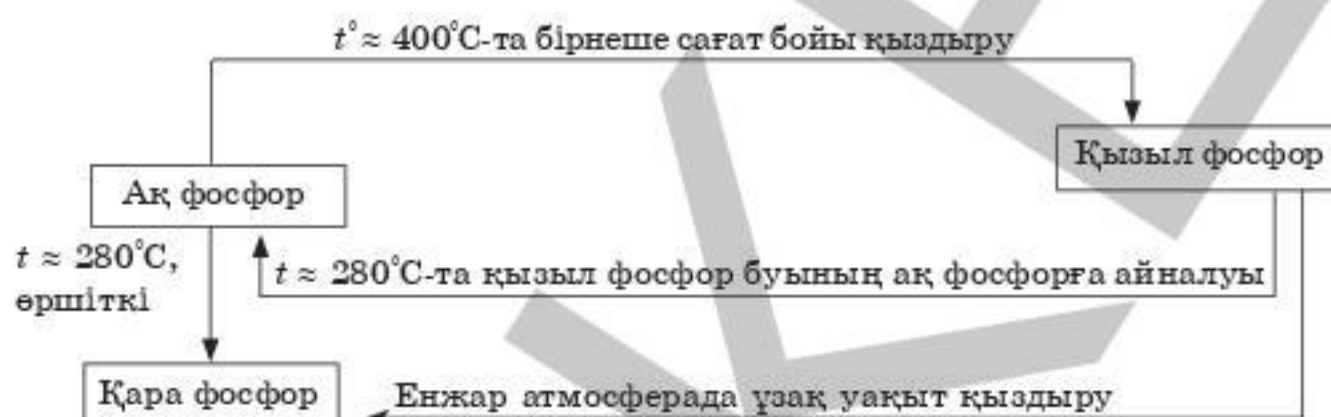 t° ≈ 400°С-та бірнеше сағат бойы қыздыру
Қызыл фосфор
Ақ фосфор
t ≈ 280°С,
өршіткі
t ≈ 280°С-та қызыл фосфор буының ақ фосфорға айналуы
Қара фосфор
Енжар атмосферада ұзақ уақыт қыздыру